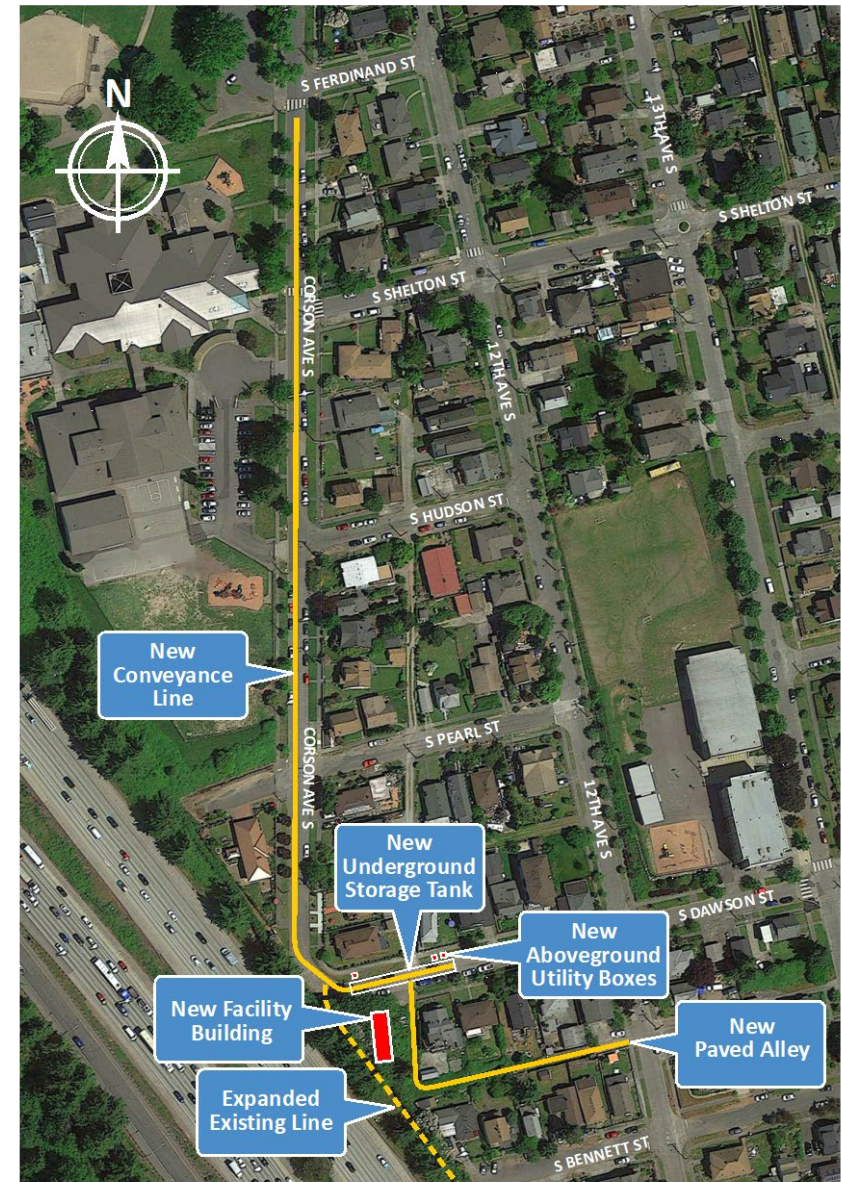 S FERDINAND ST
N
13TH AVE S
S SHELTON ST
S SHELTON ST
CORSON AVE S
12TH AVE S
S HUDSON ST
New
Conveyance
Line
S PEARL ST
CORSON AVE S
12TH AVE S
New
Underground
Storage Tank
S DAWSON ST
New
Aboveground
Utility Boxes
New Facility
Building
New
Paved Alley
Expanded
Existing Line
S BENNETT ST